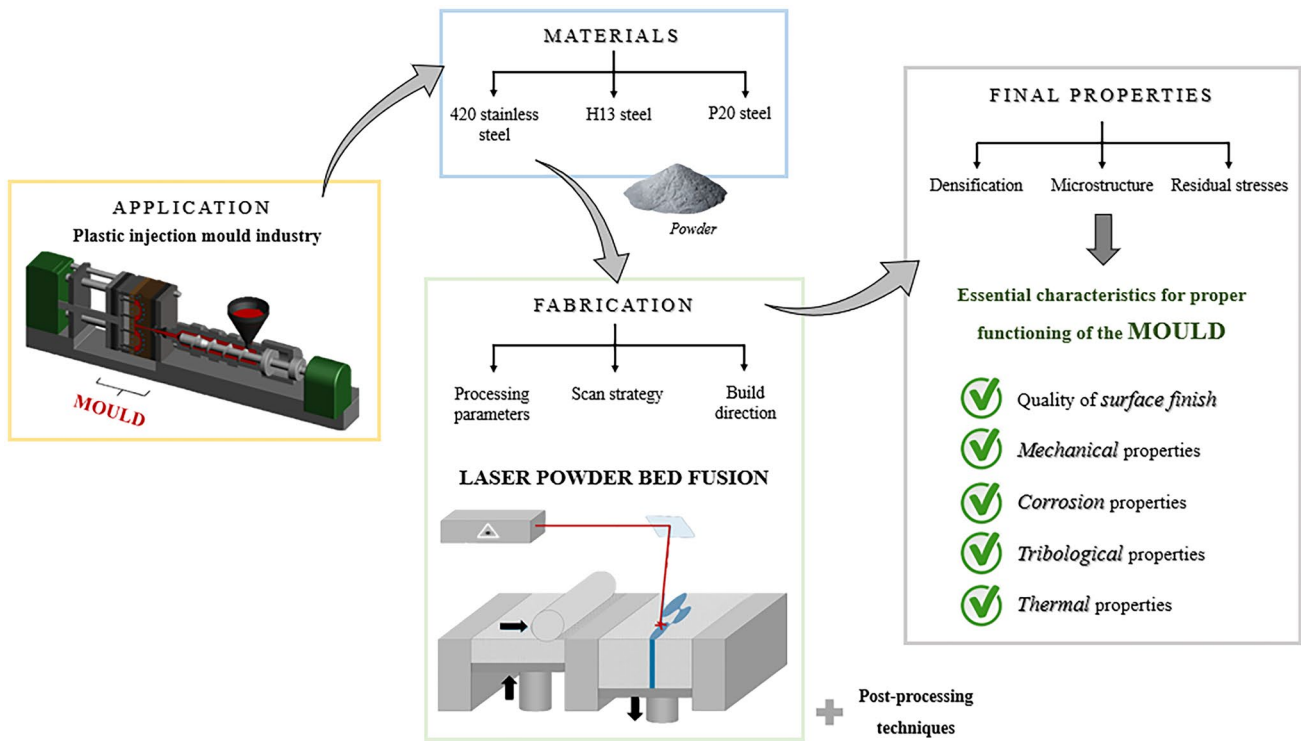 APPLICATION
Plastic injection mould industry
MOULD
MATERIALS
420 stainless
steel
H13 steel
P20 steel
Powder
FABRICATION
Processing
parameters
Scan strategy
Build
direction
LASER POWDER BED FUSION
Post-processing
techniques
FINAL PROPERTIES
Densification
Microstructure
Residual stresses
Essential characteristics for proper
functioning of the MOULD
Quality of surface finish
Mechanical properties
Corrosion properties
Tribological properties
Thermal properties